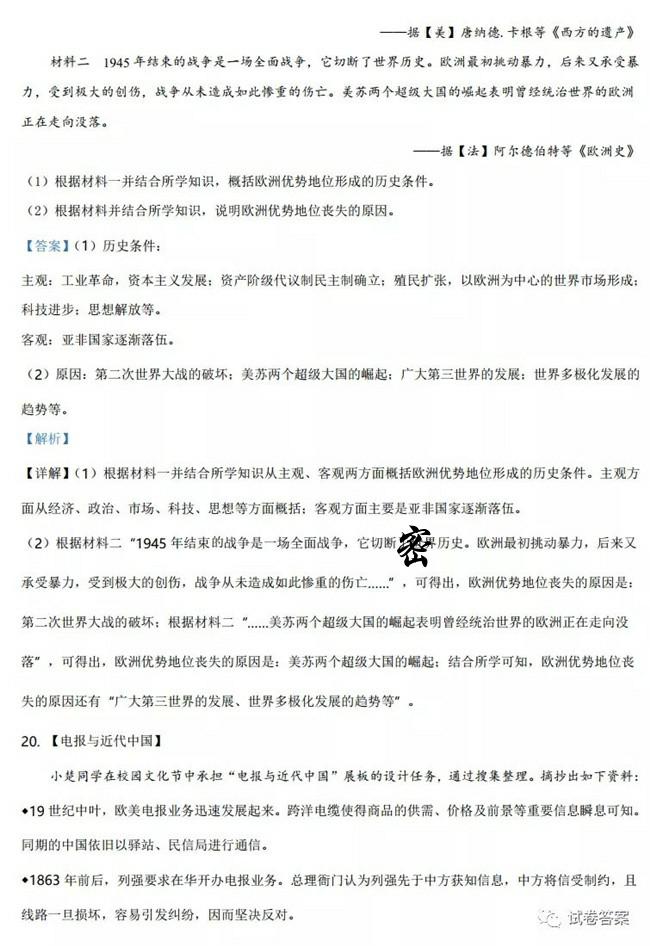 ——据【美】唐纳德.卡根等《西方的遗产》
材料二　1945 年结束的战争是一场全面战争，它切断了世界历史。欧洲最初挑动暴力，后来又承受暴
力，受到极大的创伤，战争从未造成如此惨重的伤亡。美苏两个超级大国的崛起表明曾经统治世界的欧洲
正在走向没落。
——据【法】阿尔德伯特等《欧洲史》
（1）根据材料一并结合所学知识，概括欧洲优势地位形成的历史条件。
（2）根据材料并结合所学知识，说明欧洲优势地位丧失的原因。
【答案】（1）历史条件：
主观：工业革命，资本主义发展；资产阶级代议制民主制确立；殖民扩张，以欧洲为中心的世界市场形成；
科技进步；思想解放等。
客观：亚非国家逐渐落伍。
（2）原因：第二次世界大战的破坏；美苏两个超级大国的崛起；广大第三世界的发展；世界多极化发展的
趋势等。
【解析】
【详解】（1）根据材料一并结合所学知识从主观、客观两方面概括欧洲优势地位形成的历史条件。主观方
面从经济、政治、市场、科技、思想等方面概括；客观方面主要是亚非国家逐渐落伍。
（2）根据材料二“1945 年结束的战争是一场全面战争，它切断密界历史。欧洲最初挑动暴力，后来又
承受暴力，受到极大的创伤，战争从未造成如此惨重的伤亡......”，可得出，欧洲优势地位丧失的原因是：
第二次世界大战的破坏；根据材料二“......美苏两个超级大国的崛起表明曾经统治世界的欧洲正在走向没
落”，可得出，欧洲优势地位丧失的原因是：美苏两个超级大国的崛起；结合所学可知，欧洲优势地位丧
失的原因还有“广大第三世界的发展、世界多极化发展的趋势等”。
20. 【电报与近代中国】
小楚同学在校园文化节中承担“电报与近代中国”展板的设计任务，通过搜集整理。摘抄出如下资料：
◆19 世纪中叶，欧美电报业务迅速发展起来。跨洋电缆使得商品的供需、价格及前景等重要信息瞬息可知。
同期的中国依旧以驿站、民信局进行通信。
◆1863 年前后，列强要求在华开办电报业务。总理衙门认为列强先于中方获知信息，中方将信受制约，且
线路一旦损坏，容易引发纠纷，因而坚决反对。
试卷答案